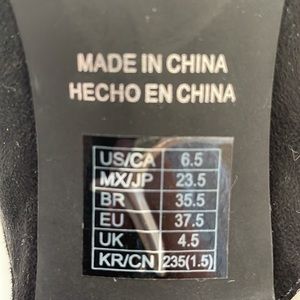 MADE IN CHINA
HECHO EN CHINA
US/CA 6.5
MX/JP 23.5
BR 35.5
EU 37.5
UK 4.5
KR/CN 235(1.5)